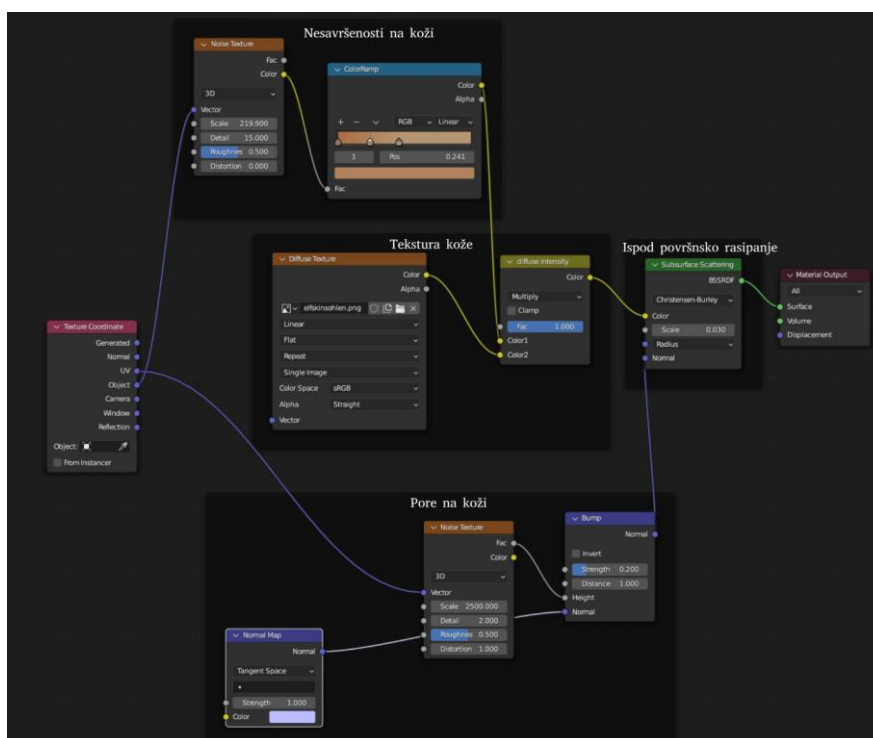 Nesavršenosti na koži
Noise Texture
Fac
Color
3D
Vector
Scale 219.900
Detail 15.000
Roughnes 0.500
Distortion 0.000
ColorRamp
Color
Alpha
+ − RGB Linear
1 Pos 0.241
Fac
Tekstura kože
Diffuse Texture
Color
Alpha
elfskinsohlen.png
Linear
Flat
Repeat
Single Image
Color Space sRGB
Alpha Straight
Vector
diffuse intensity
Color
Multiply
Clamp
Fac 1.000
Color1
Color2
Ispod površnsko rasipanje
Subsurface Scattering
BSSRDF
Christensen-Burley
Color
Scale 0.030
Radius
Normal
Material Output
All
Surface
Volume
Displacement
Texture Coordinate
Generated
Normal
UV
Object
Camera
Window
Reflection
Object:
From Instancer
Pore na koži
Noise Texture
Fac
Color
3D
Vector
Scale 2500.000
Detail 2.000
Roughnes 0.500
Distortion 1.000
Bump
Normal
Invert
Strength 0.200
Distance 1.000
Height
Normal
Normal Map
Normal
Tangent Space
Strength 1.000
Color